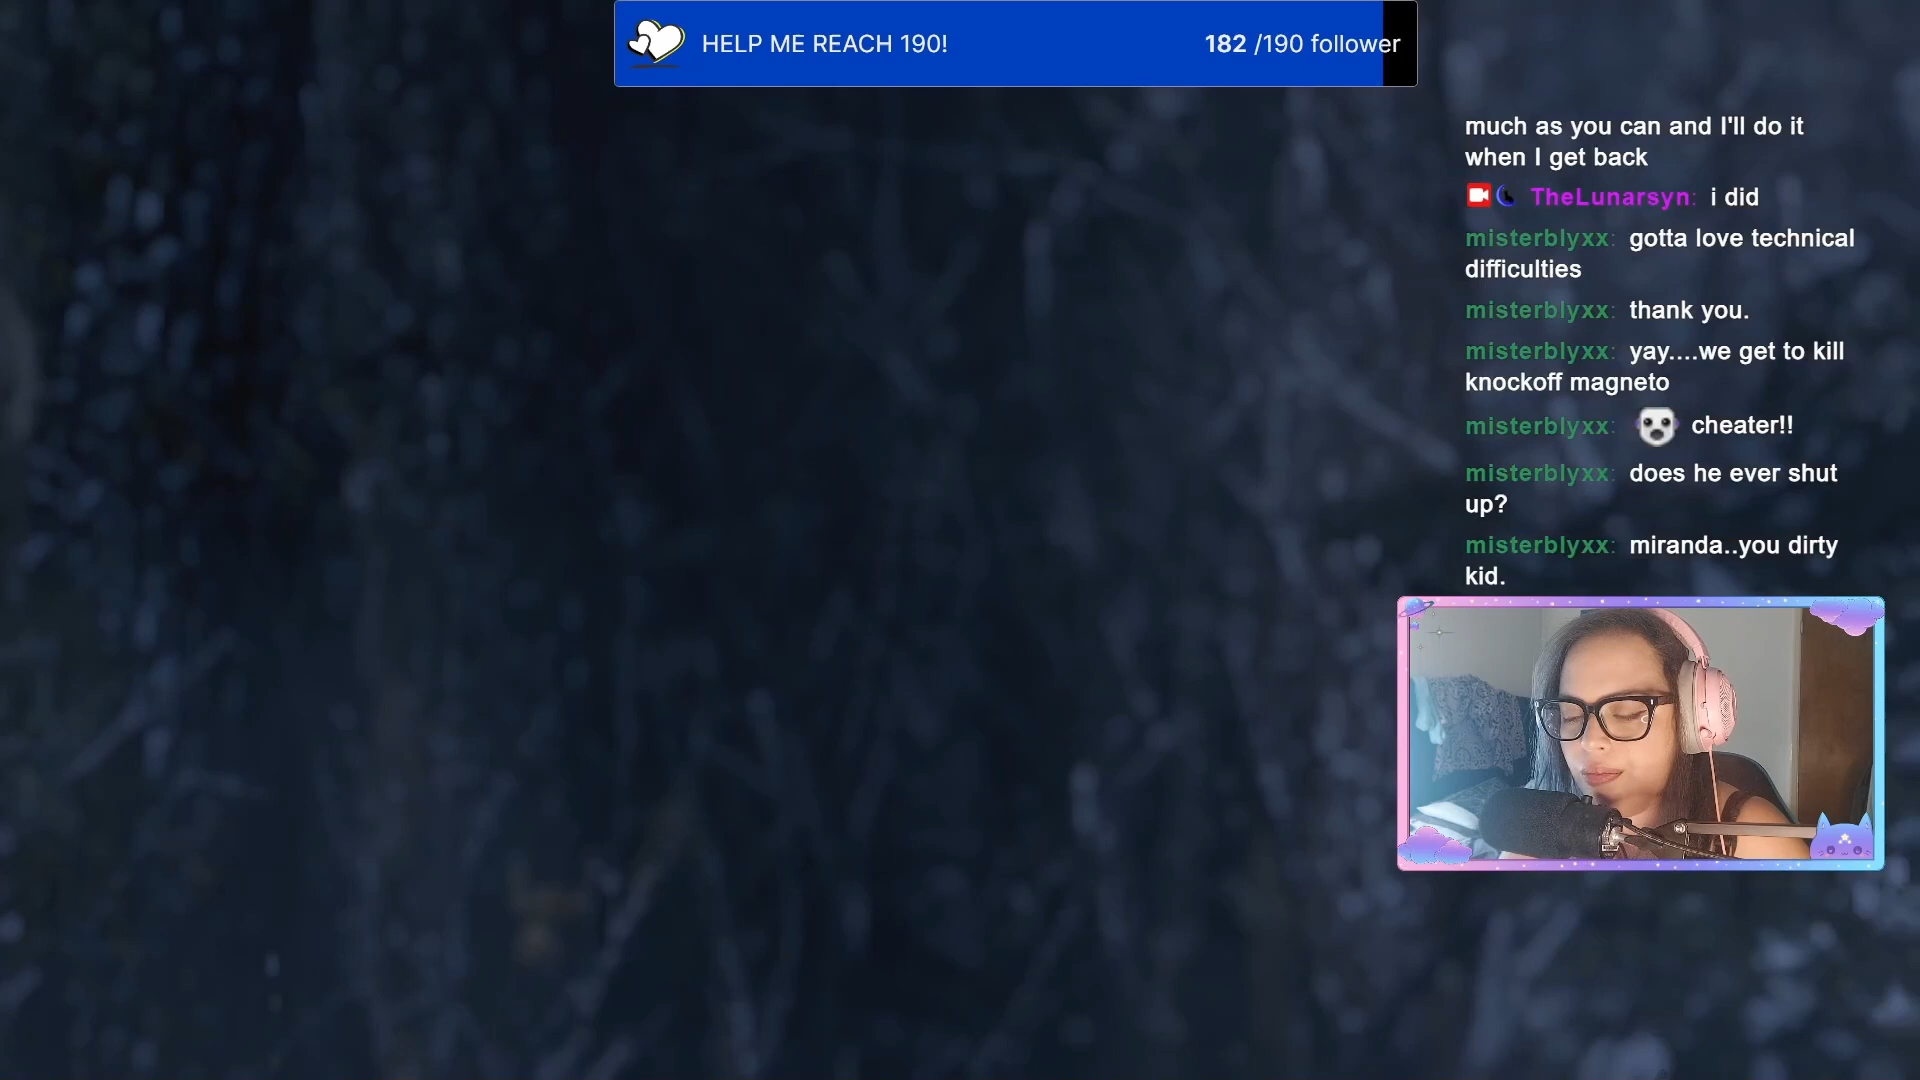 HELP ME REACH 190!
182 /190 follower
much as you can and I'll do it
when I get back
TheLunarsyn: i did
misterblyxx: gotta love technical
difficulties
misterblyxx: thank you.
misterblyxx: yay....we get to kill
knockoff magneto
misterblyxx: cheater!!
misterblyxx: does he ever shut
up?
misterblyxx: miranda..you dirty
kid.